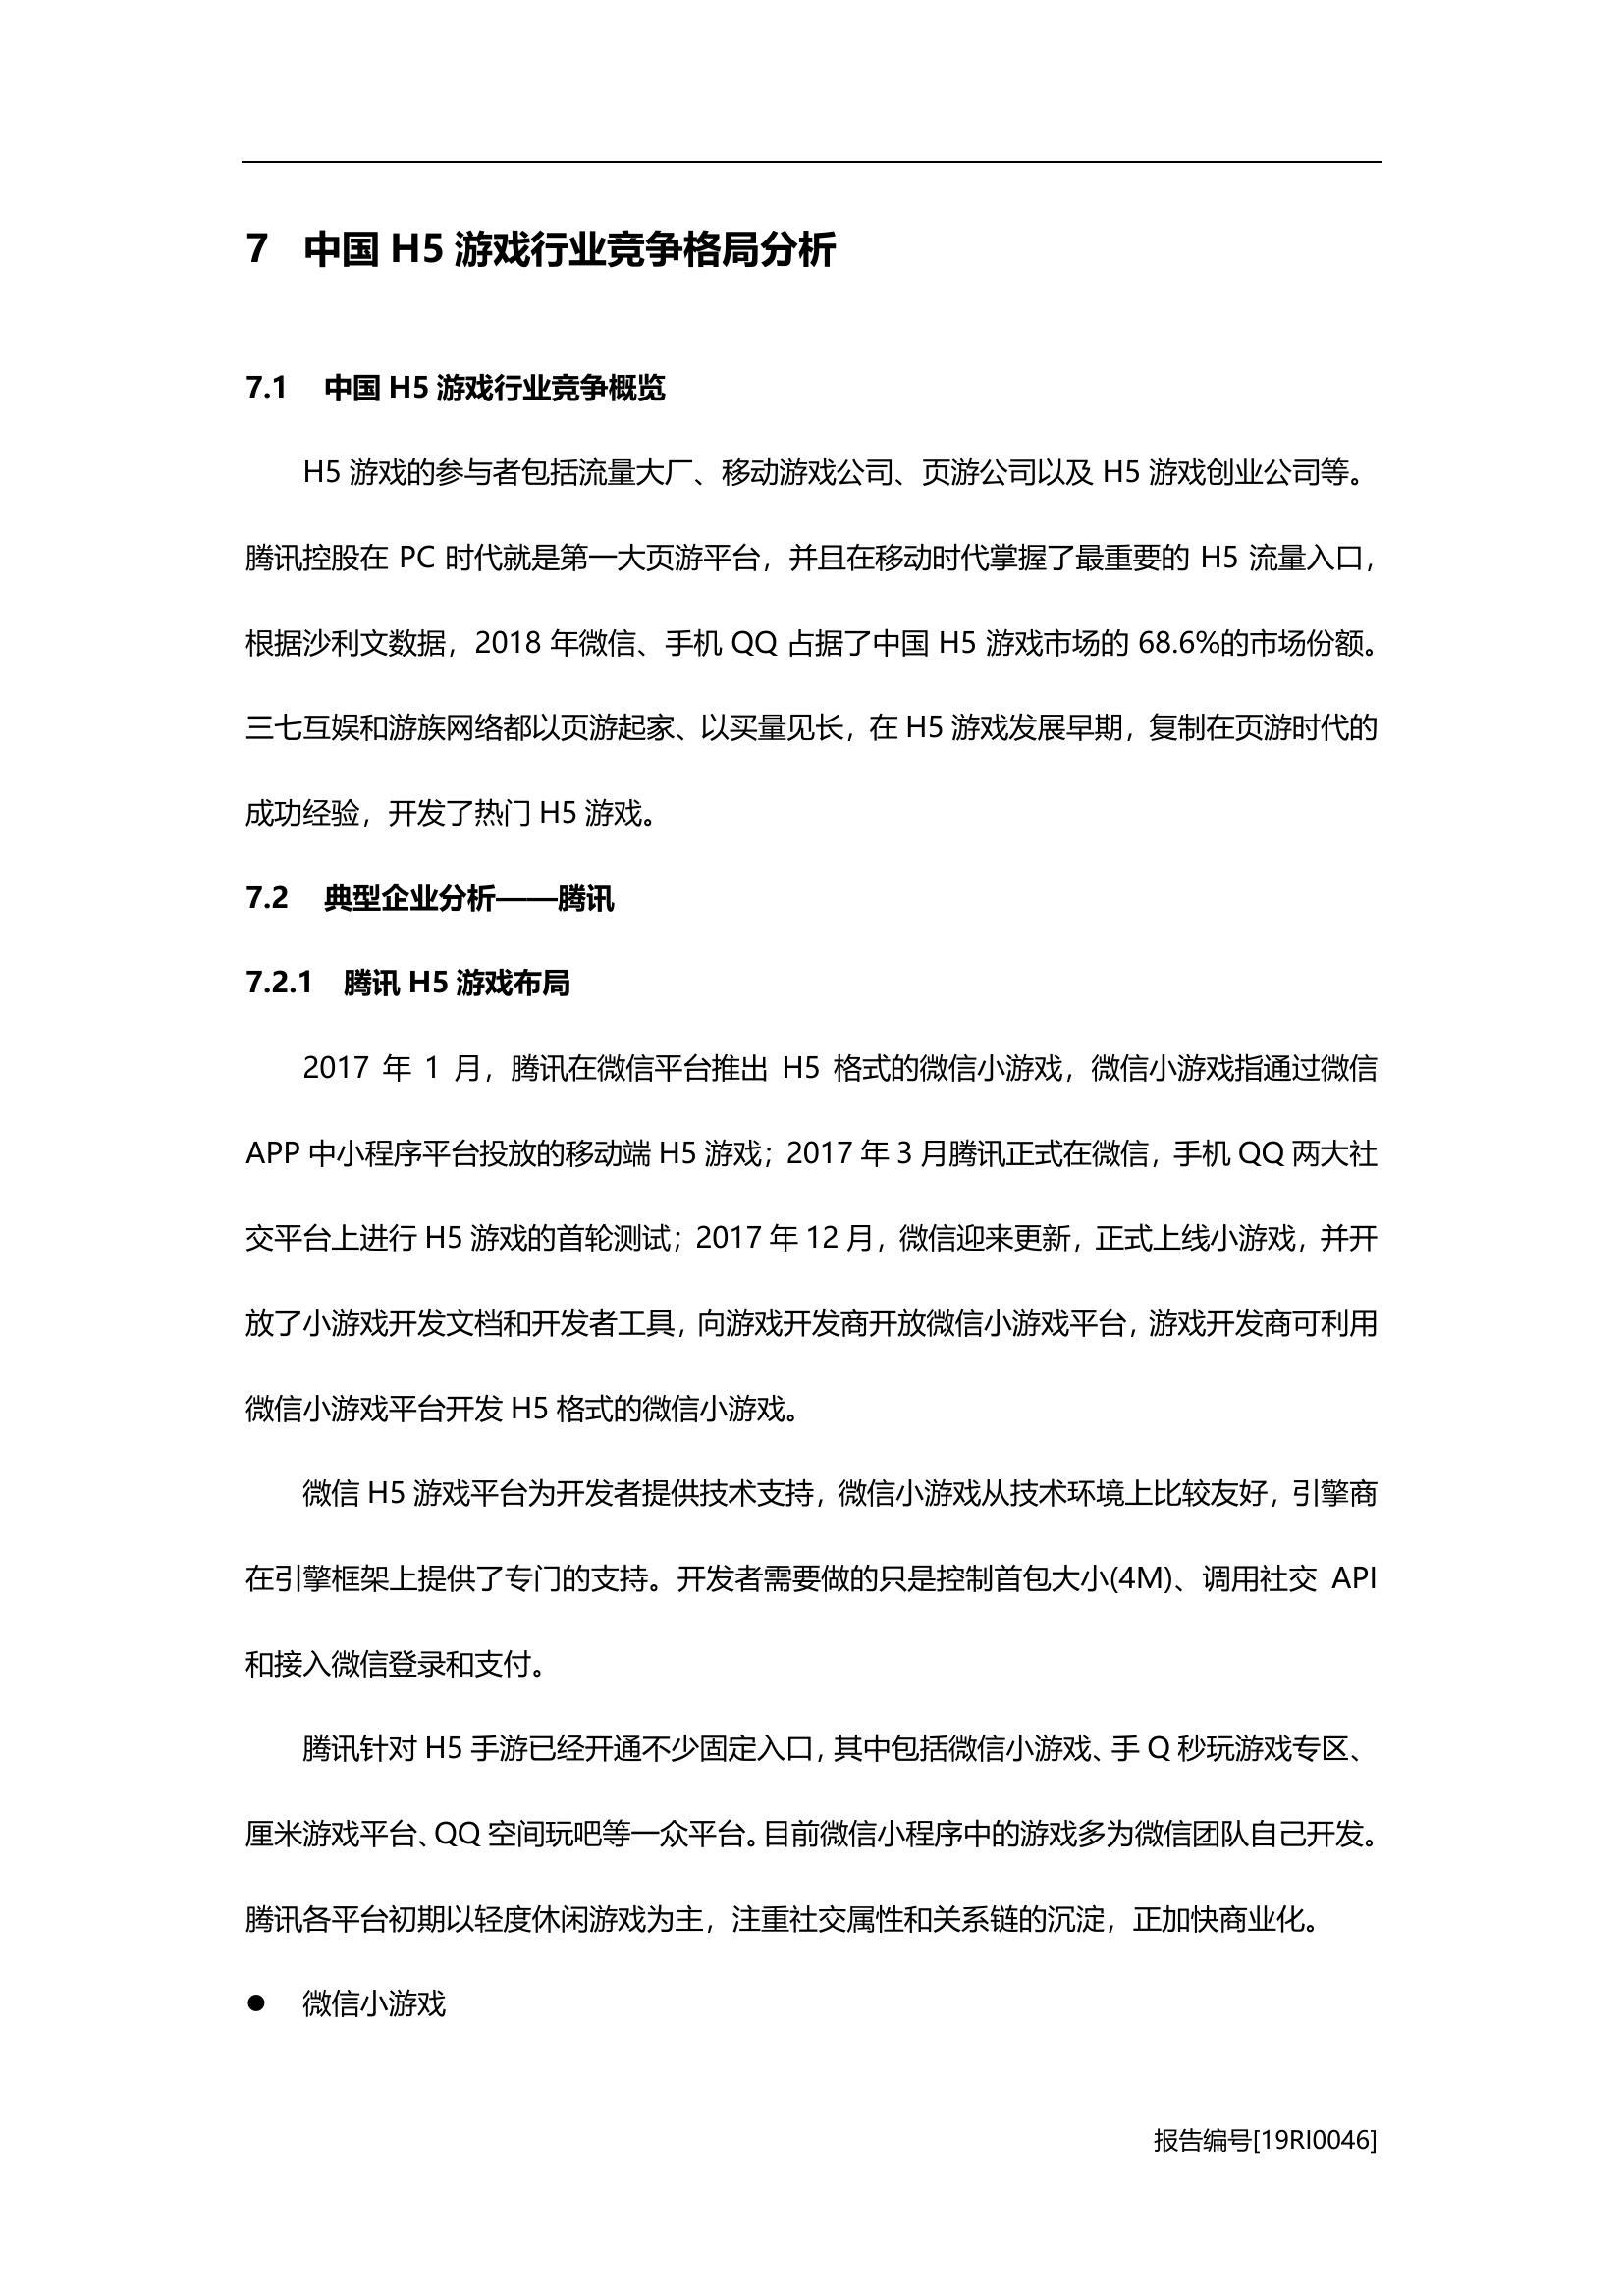 7 中国 H5 游戏行业竞争格局分析
7.1 中国 H5 游戏行业竞争概览
H5 游戏的参与者包括流量大厂、移动游戏公司、页游公司以及 H5 游戏创业公司等。
腾讯控股在 PC 时代就是第一大页游平台，并且在移动时代掌握了最重要的 H5 流量入口，
根据沙利文数据，2018 年微信、手机 QQ 占据了中国 H5 游戏市场的 68.6%的市场份额。
三七互娱和游族网络都以页游起家、以买量见长，在 H5 游戏发展早期，复制在页游时代的
成功经验，开发了热门 H5 游戏。
7.2 典型企业分析——腾讯
7.2.1 腾讯 H5 游戏布局
2017 年 1 月，腾讯在微信平台推出 H5 格式的微信小游戏，微信小游戏指通过微信
APP 中小程序平台投放的移动端 H5 游戏；2017 年 3 月腾讯正式在微信，手机 QQ 两大社
交平台上进行 H5 游戏的首轮测试；2017 年 12 月，微信迎来更新，正式上线小游戏，并开
放了小游戏开发文档和开发者工具，向游戏开发商开放微信小游戏平台，游戏开发商可利用
微信小游戏平台开发 H5 格式的微信小游戏。
微信 H5 游戏平台为开发者提供技术支持，微信小游戏从技术环境上比较友好，引擎商
在引擎框架上提供了专门的支持。开发者需要做的只是控制首包大小(4M)、调用社交 API
和接入微信登录和支付。
腾讯针对 H5 手游已经开通不少固定入口，其中包括微信小游戏、手 Q 秒玩游戏专区、
厘米游戏平台、QQ 空间玩吧等一众平台。目前微信小程序中的游戏多为微信团队自己开发。
腾讯各平台初期以轻度休闲游戏为主，注重社交属性和关系链的沉淀，正加快商业化。
● 微信小游戏
报告编号[19RI0046]